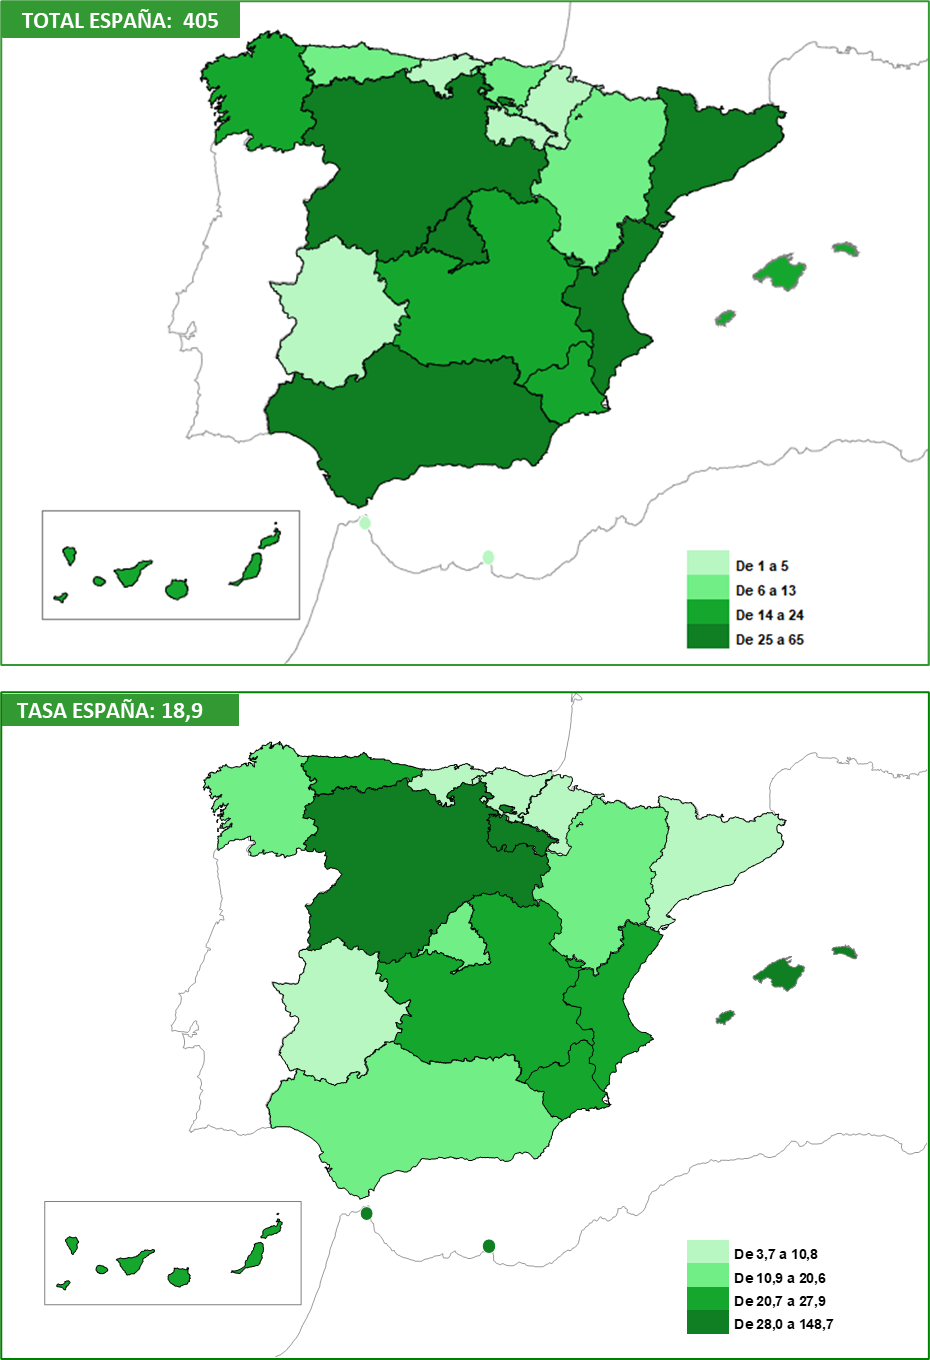 TOTAL ESPAÑA: 405
De 1 a 5
De 6 a 13
De 14 a 24
De 25 a 65
TASA ESPAÑA: 18,9
De 3,7 a 10,8
De 10,9 a 20,6
De 20,7 a 27,9
De 28,0 a 148,7